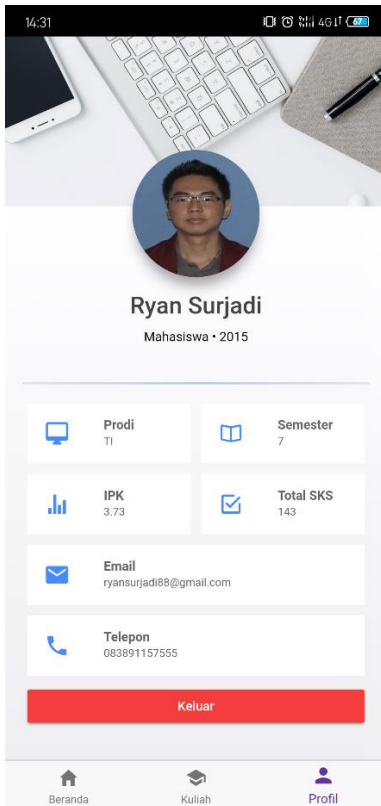 14:31
4G 67
Ryan Surjadi
Mahasiswa • 2015
Prodi
TI
Semester
7
IPK
3.73
Total SKS
143
Email
ryansurjadi88@gmail.com
Telepon
083891157555
Keluar
Beranda
Kuliah
Profil